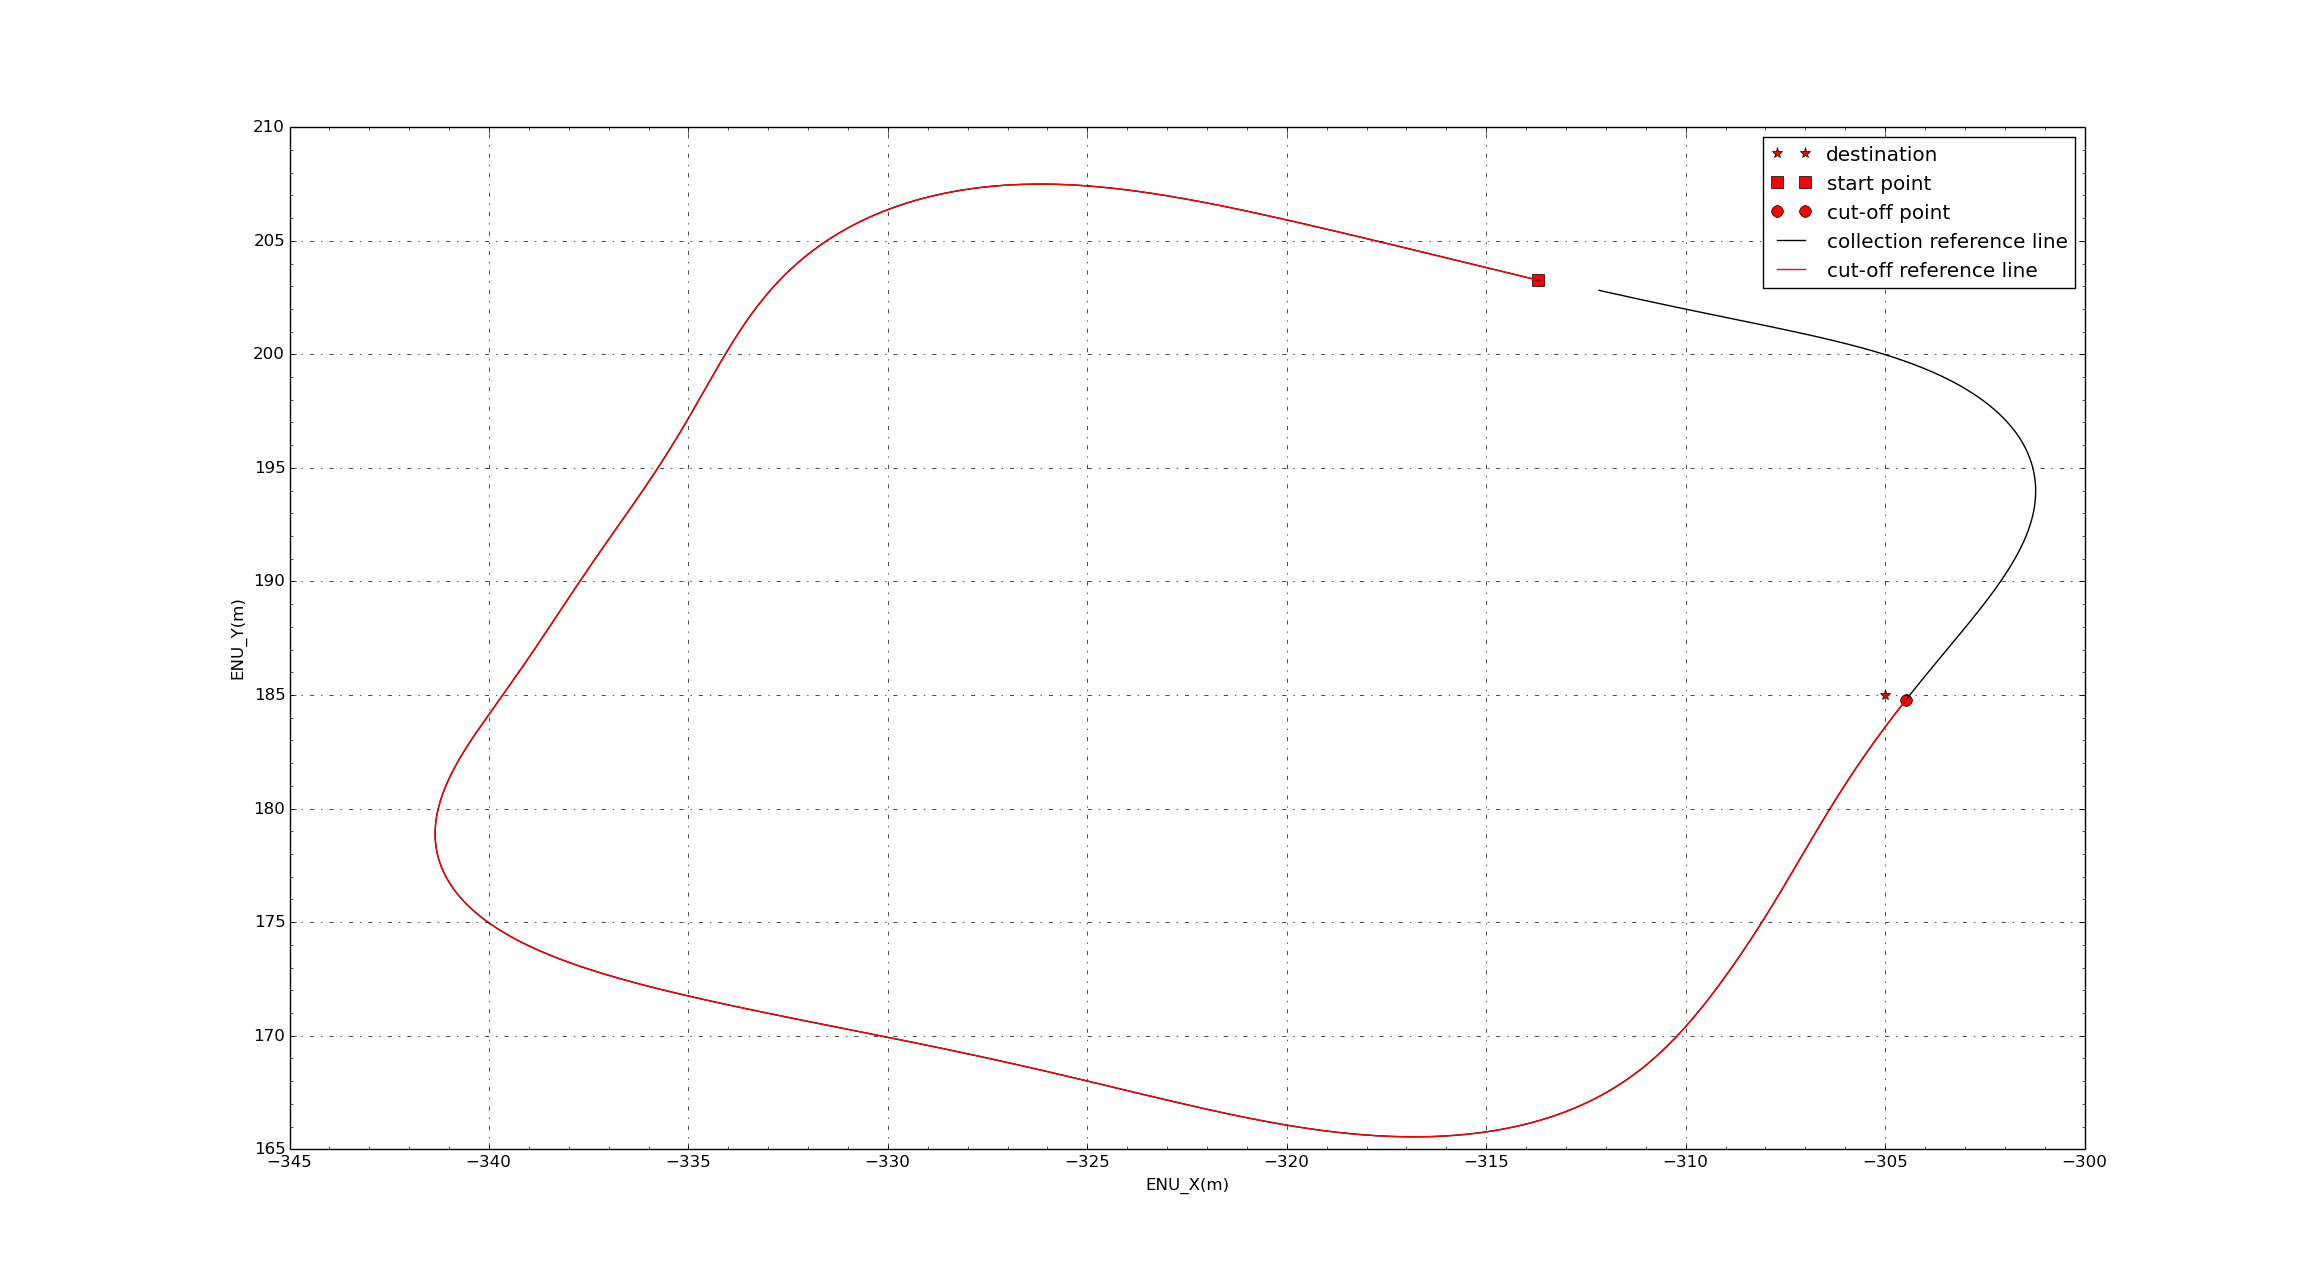 210
205
200
195
190
185
180
175
170
165
ENU_Y(m)
−345 −340 −335 −330 −325 −320 −315 −310 −305 −300
ENU_X(m)
destination
start point
cut-off point
collection reference line
cut-off reference line